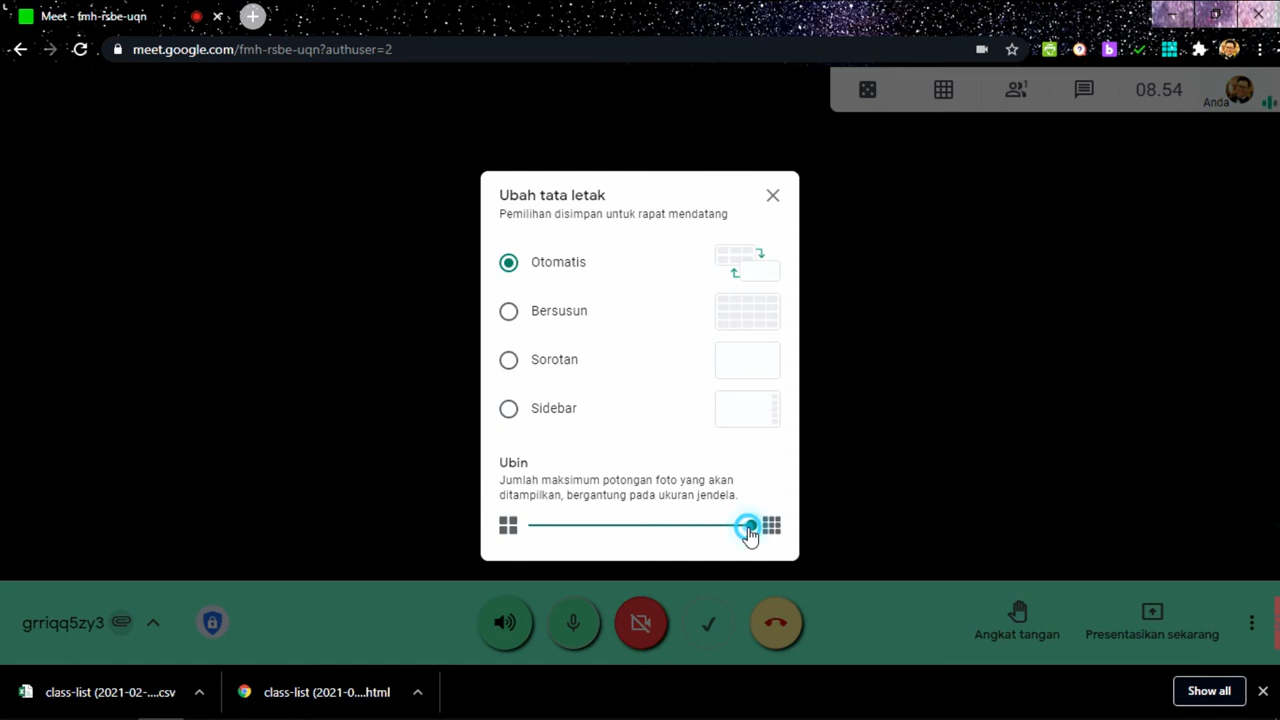 Meet - fmh-rsbe-uqn
meet.google.com/fmh-rsbe-uqn?authuser=2
1
08.54
Anda
Ubah tata letak
Pemilihan disimpan untuk rapat mendatang
Otomatis
Bersusun
Sorotan
Sidebar
Ubin
Jumlah maksimum potongan foto yang akan
ditampilkan, bergantung pada ukuran jendela.
grriqq5zy3
Angkat tangan
Presentasikan sekarang
class-list (2021-02-....csv
class-list (2021-0....html
Show all